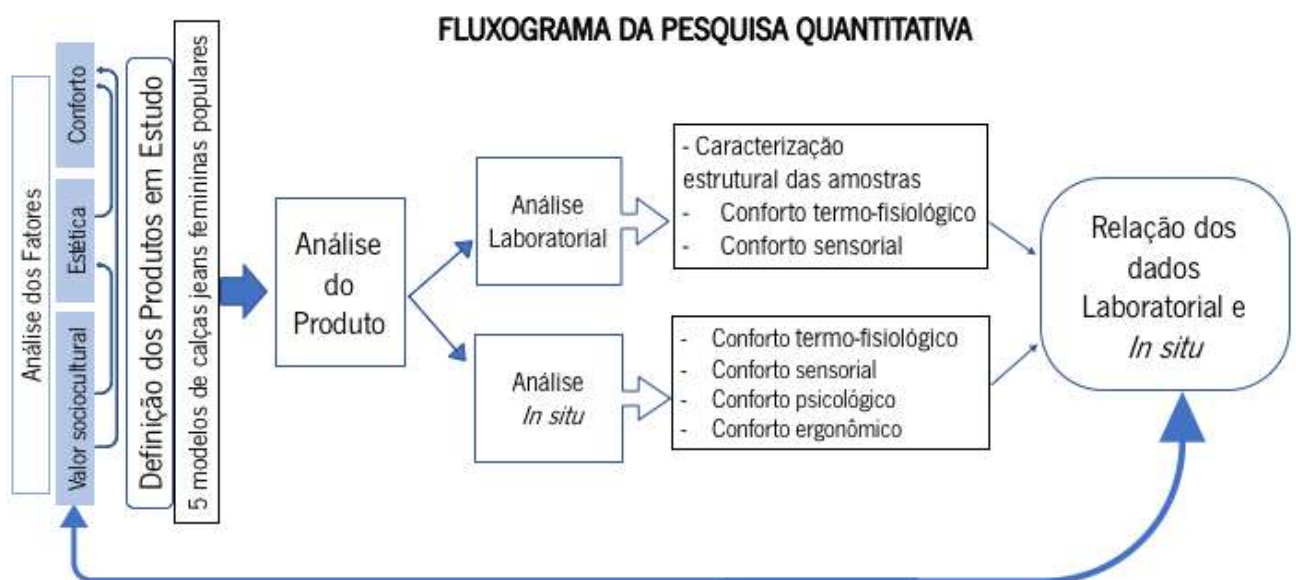 FLUXOGRAMA DA PESQUISA QUANTITATIVA
Análise dos Fatores
Conforto
Estética
Valor sociocultural
Definição dos Produtos em Estudo
5 modelos de calças jeans femininas populares
Análise
do
Produto
Análise
Laboratorial
- Caracterização
estrutural das amostras
- Conforto termo-fisiológico
- Conforto sensorial
Análise
In situ
- Conforto termo-fisiológico
- Conforto sensorial
- Conforto psicológico
- Conforto ergonômico
Relação dos
dados
Laboratorial e
In situ